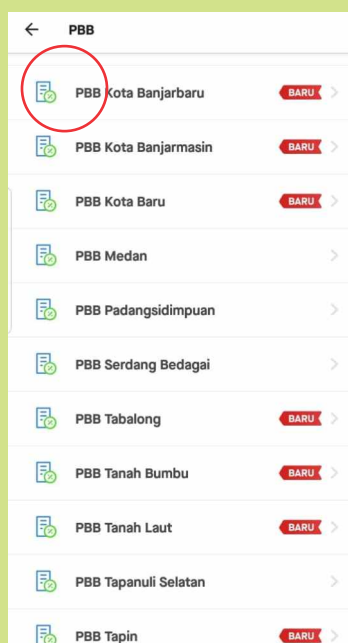 PBB
PBB Kota Banjarbaru BARU
PBB Kota Banjarmasin BARU
PBB Kota Baru BARU
PBB Medan
PBB Padangsidimpuan
PBB Serdang Bedagai
PBB Tabalong BARU
PBB Tanah Bumbu BARU
PBB Tanah Laut BARU
PBB Tapanuli Selatan
PBB Tapin BARU